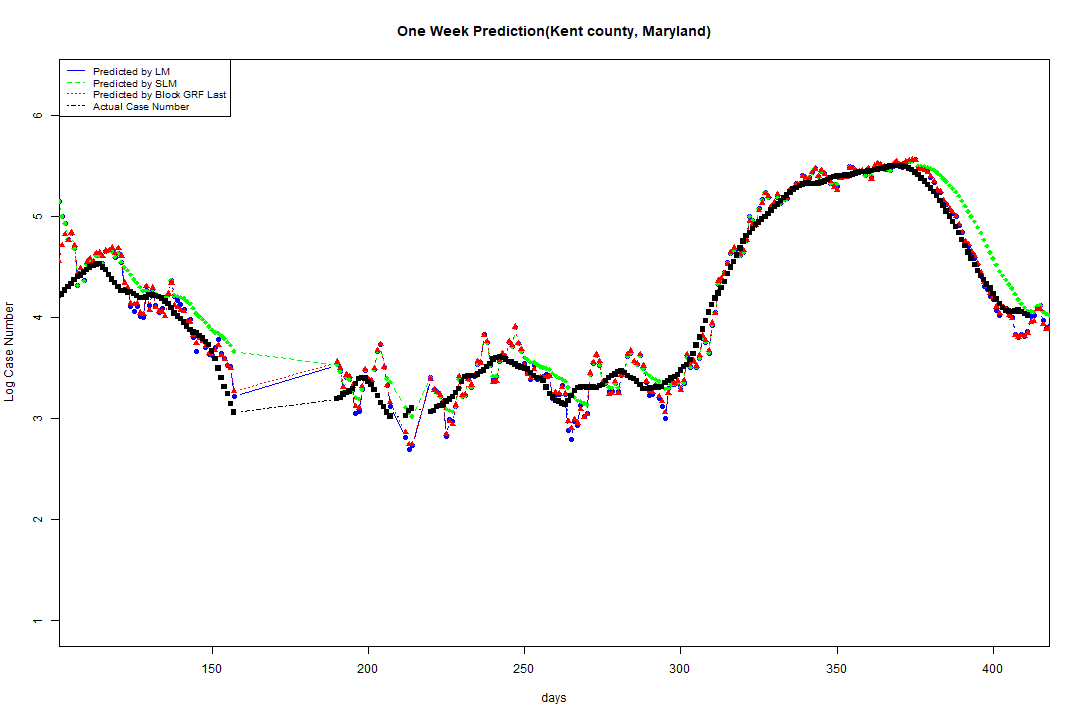 One Week Prediction(Kent county, Maryland)
Predicted by LM
Predicted by SLM
Predicted by Block GRF Last
Actual Case Number
6
5
4
3
2
1
Log Case Number
150 200 250 300 350 400
days